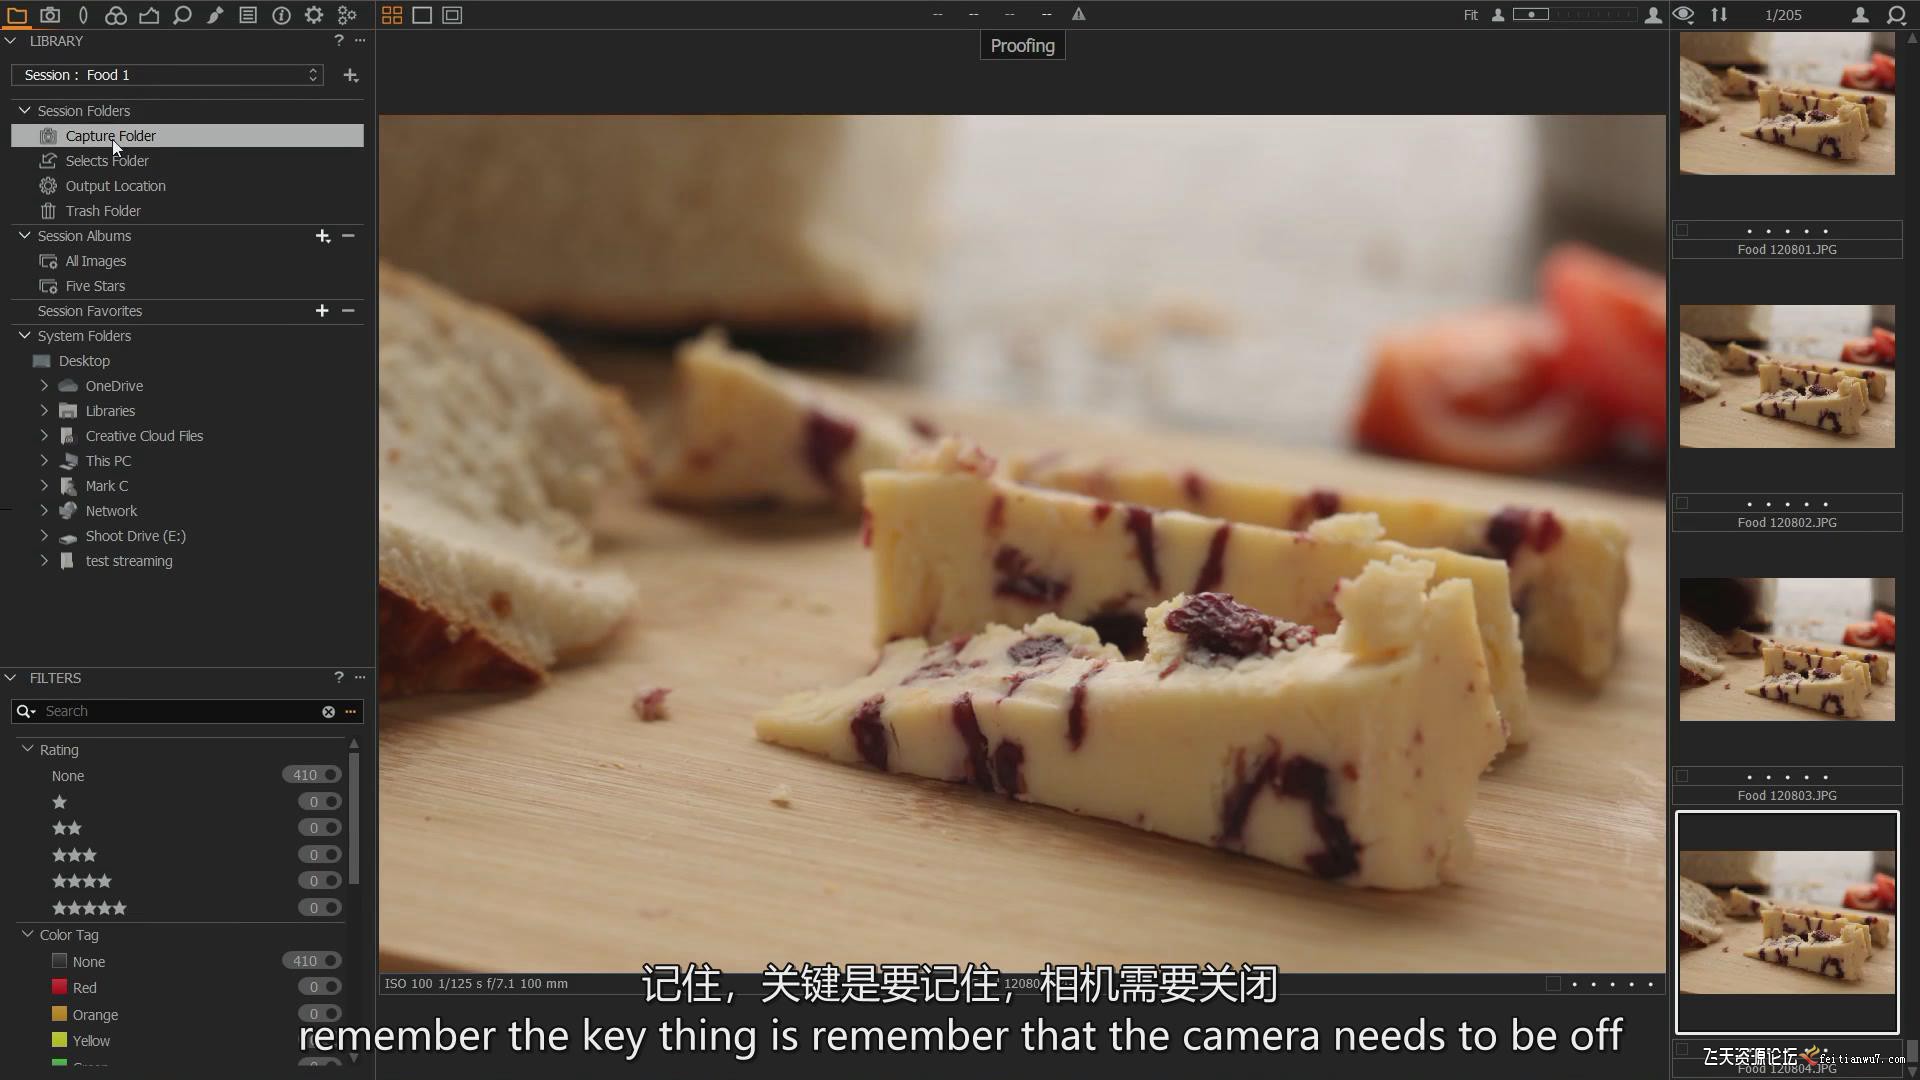 Fit
1/205
LIBRARY
?
Proofing
Session : Food 1
Session Folders
Capture Folder
Selects Folder
Output Location
Trash Folder
Session Albums
All Images
Five Stars
Session Favorites
System Folders
Desktop
OneDrive
Libraries
Creative Cloud Files
This PC
Mark C
Network
Shoot Drive (E:)
test streaming
FILTERS
?
Search
Rating
None 410
0
0
0
0
0
Color Tag
None 410
Red 0
Orange 0
Yellow
Food 120801.JPG
Food 120802.JPG
Food 120803.JPG
ISO 100 1/125 s f/7.1 100 mm
记住，关键是要记住，相机需要关闭
remember the key thing is remember that the camera needs to be off
飞天资源论坛 feitianwu7.com
Food 120804.JPG